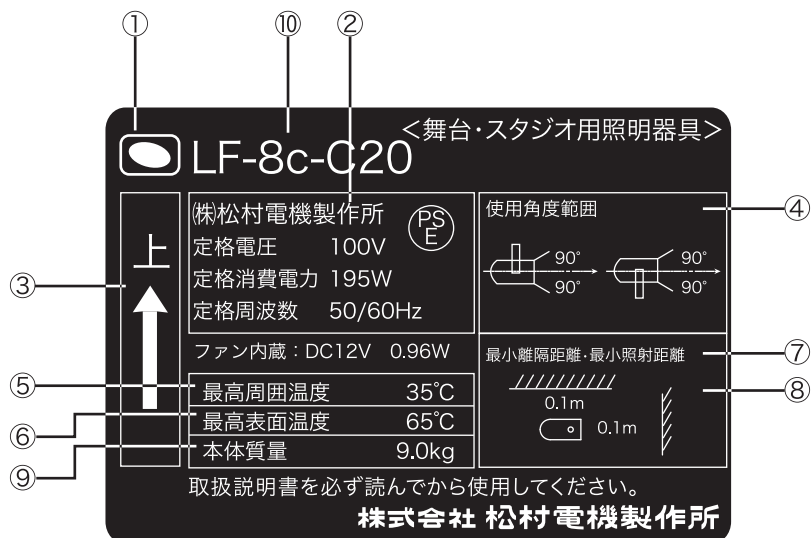 ① ⑩ ②
<舞台・スタジオ用照明器具>
LF-8c-C20
③
上
㈱松村電機製作所
PS
E
定格電圧 100V
定格消費電力 195W
定格周波数 50/60Hz
ファン内蔵：DC12V 0.96W
⑤
最高周囲温度 35℃
⑥
最高表面温度 65℃
⑨
本体質量 9.0kg
使用角度範囲
④
90° 90°
90° 90°
最小離隔距離・最小照射距離
⑦
⑧
0.1m
0.1m
取扱説明書を必ず読んでから使用してください。
株式会社 松村電機製作所